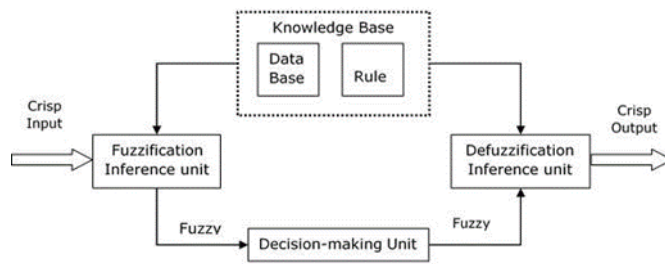 Knowledge Base
Data
Base
Rule
Crisp
Input
Crisp
Output
Fuzzification
Inference unit
Defuzzification
Inference unit
Fuzzy
Decision-making Unit
Fuzzy